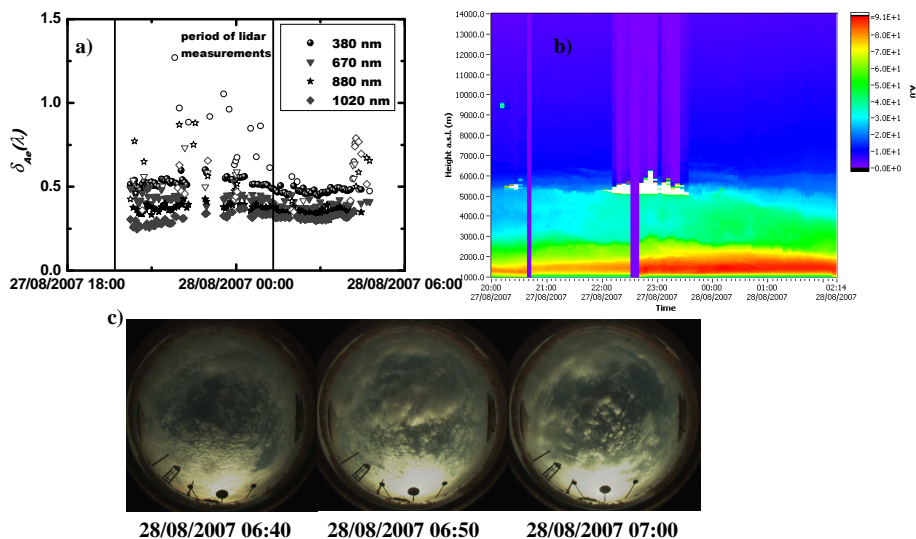 a)
period of lidar
measurements
380 nm
670 nm
880 nm
1020 nm
1.5
1.0
0.5
0.0
δAe(λ)
27/08/2007 18:00
28/08/2007 00:00
28/08/2007 06:00
b)
14000.0
13000.0
12000.0
11000.0
10000.0
9000.0
8000.0
7000.0
6000.0
5000.0
4000.0
3000.0
2000.0
1000.0
Height a.s.l. (m)
20:00
27/08/2007
21:00
27/08/2007
22:00
27/08/2007
23:00
27/08/2007
00:00
28/08/2007
01:00
28/08/2007
02:14
28/08/2007
Time
9.1E+1
8.0E+1
7.0E+1
6.0E+1
5.0E+1
4.0E+1
3.0E+1
2.0E+1
1.0E+1
0.0E+0
A.U
c)
28/08/2007 06:40
28/08/2007 06:50
28/08/2007 07:00